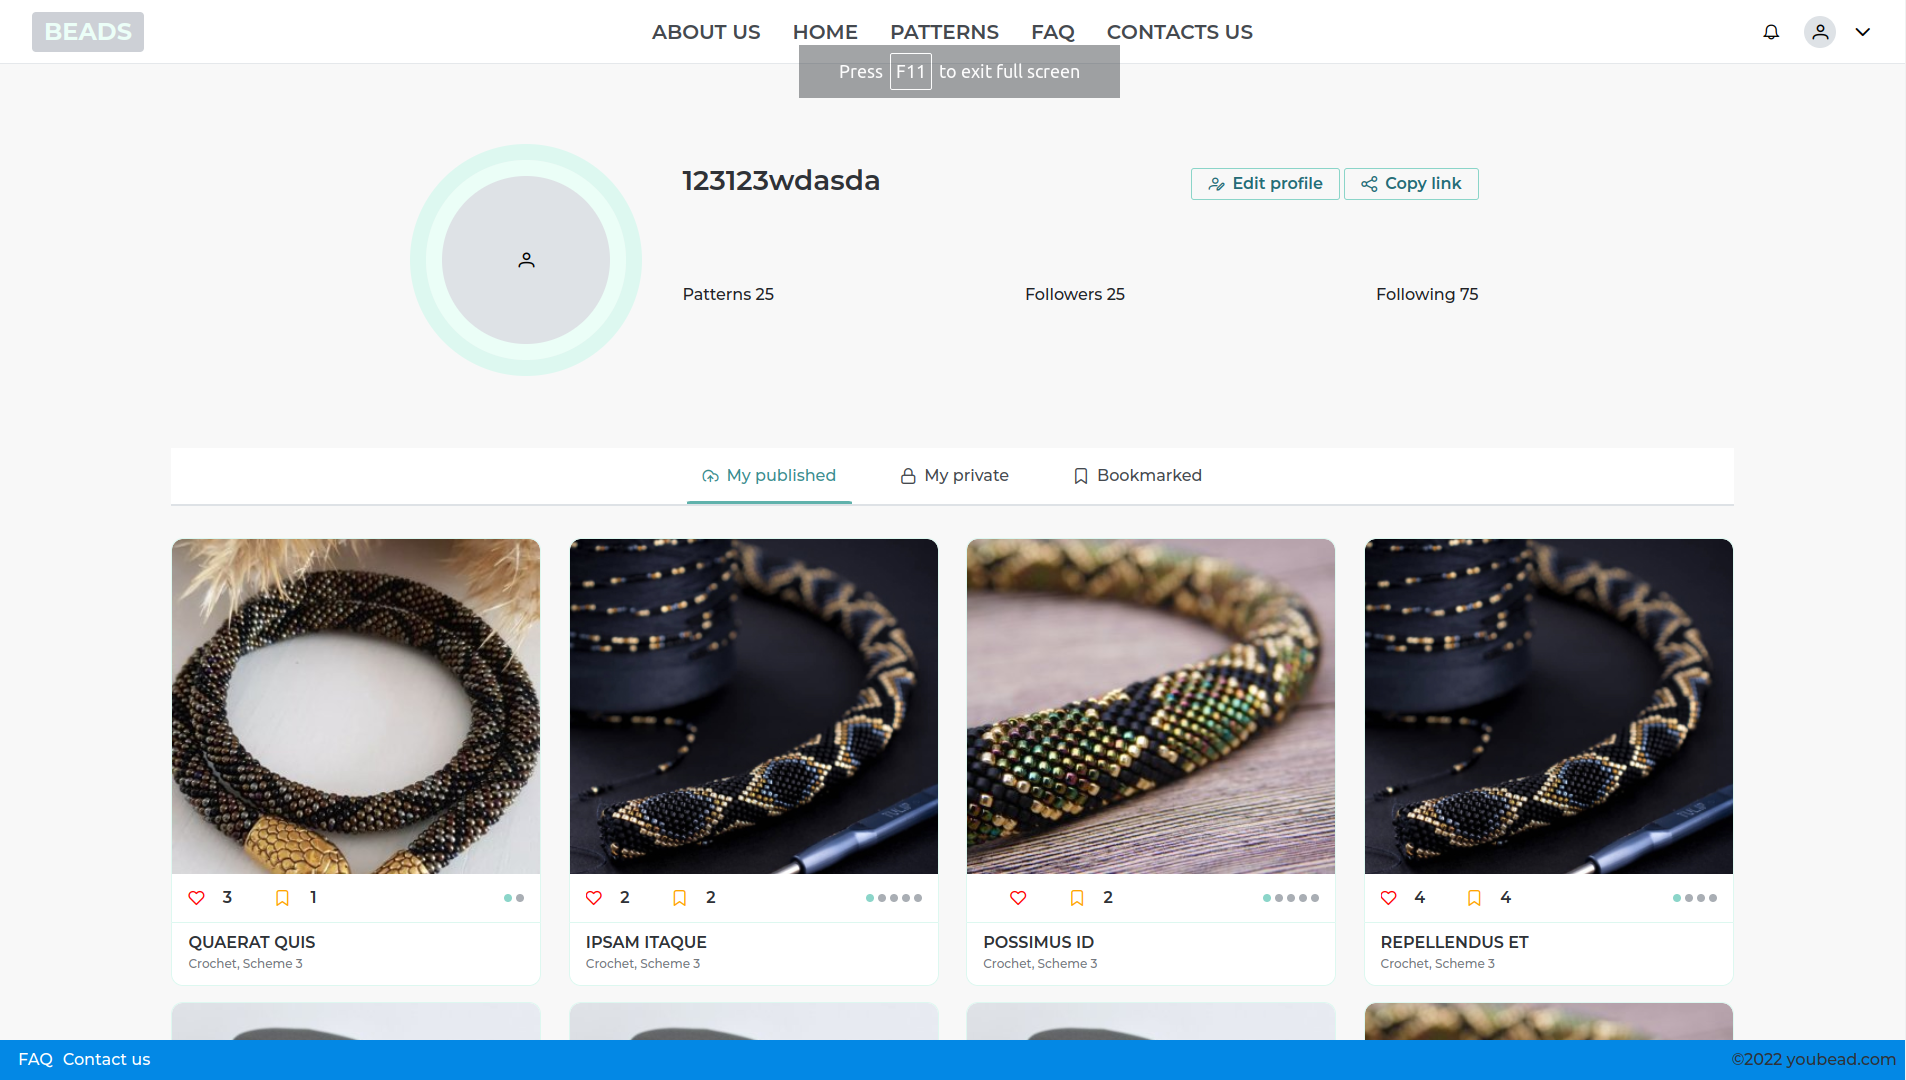 BEADS
ABOUT US HOME PATTERNS FAQ CONTACTS US
Press F11 to exit full screen
123123wdasda
Edit profile Copy link
Patterns 25 Followers 25 Following 75
My published My private Bookmarked
TULIP TULIP
3 1 2 2 2 4 4
QUAERAT QUIS IPSAM ITAQUE POSSIMUS ID REPELLENDUS ET
Crochet, Scheme 3 Crochet, Scheme 3 Crochet, Scheme 3 Crochet, Scheme 3
FAQ Contact us ©2022 youbead.com